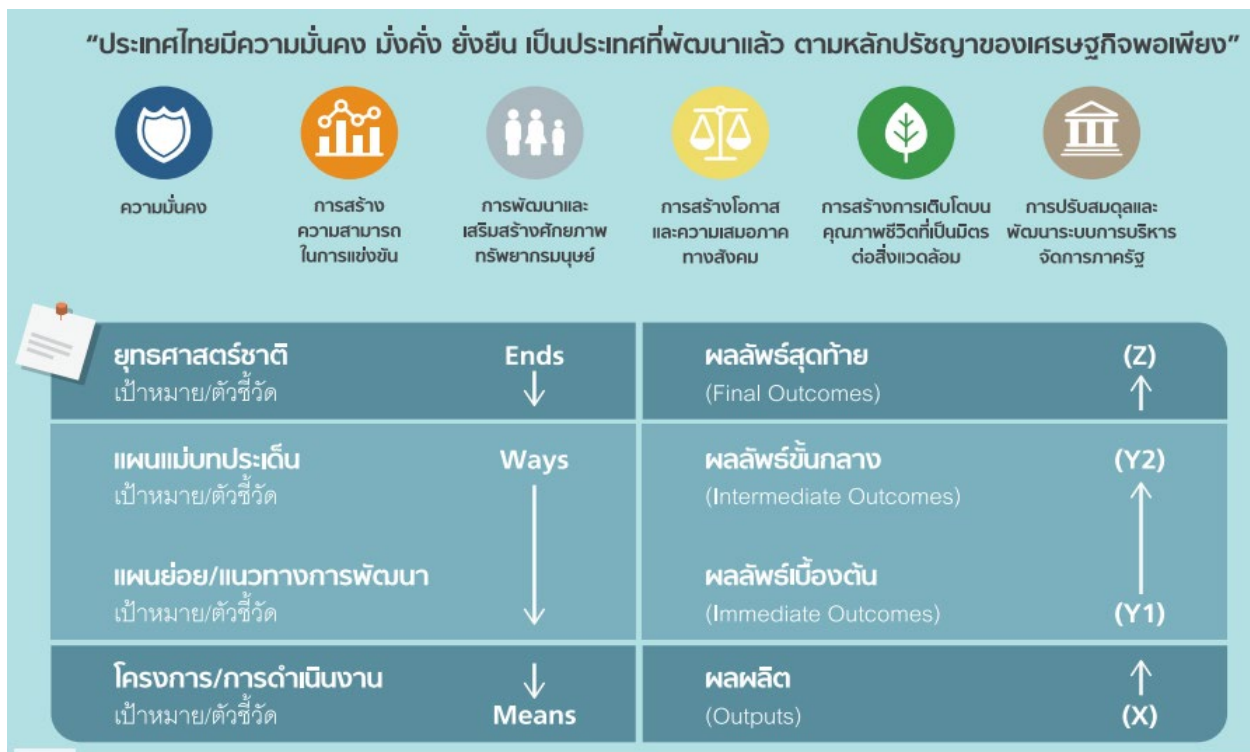 “ประเทศไทยมีความมั่นคง มั่งคั่ง ยั่งยืน เป็นประเทศที่พัฒนาแล้ว ตามหลักปรัชญาของเศรษฐกิจพอเพียง”
ความมั่นคง
การสร้าง
ความสามารถ
ในการแข่งขัน
การพัฒนาและ
เสริมสร้างศักยภาพ
ทรัพยากรมนุษย์
การสร้างโอกาส
และความเสมอภาค
ทางสังคม
การสร้างการเติบโตบน
คุณภาพชีวิตที่เป็นมิตร
ต่อสิ่งแวดล้อม
การปรับสมดุลและ
พัฒนาระบบการบริหาร
จัดการภาครัฐ
ยุทธศาสตร์ชาติ Ends ผลลัพธ์สุดท้าย (Z)
เป้าหมาย/ตัวชี้วัด ↓ (Final Outcomes) ↑
แผนแม่บทประเด็น Ways ผลลัพธ์ขั้นกลาง (Y2)
เป้าหมาย/ตัวชี้วัด (Intermediate Outcomes)
แผนย่อย/แนวทางการพัฒนา ผลลัพธ์เบื้องต้น
เป้าหมาย/ตัวชี้วัด (Immediate Outcomes) (Y1)
โครงการ/การดำเนินงาน ↓ ผลผลิต ↑
เป้าหมาย/ตัวชี้วัด Means (Outputs) (X)